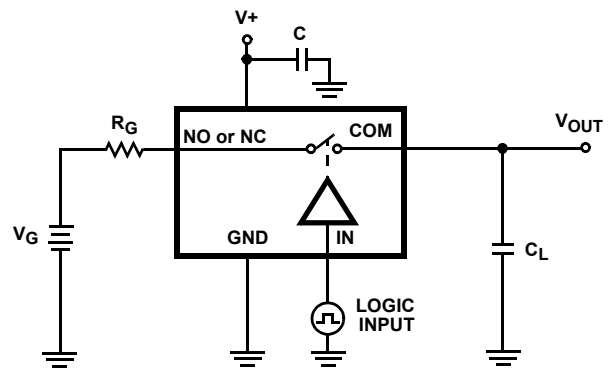 V+
C
RG
NO or NC
COM
VOUT
VG
GND
IN
CL
LOGIC
INPUT